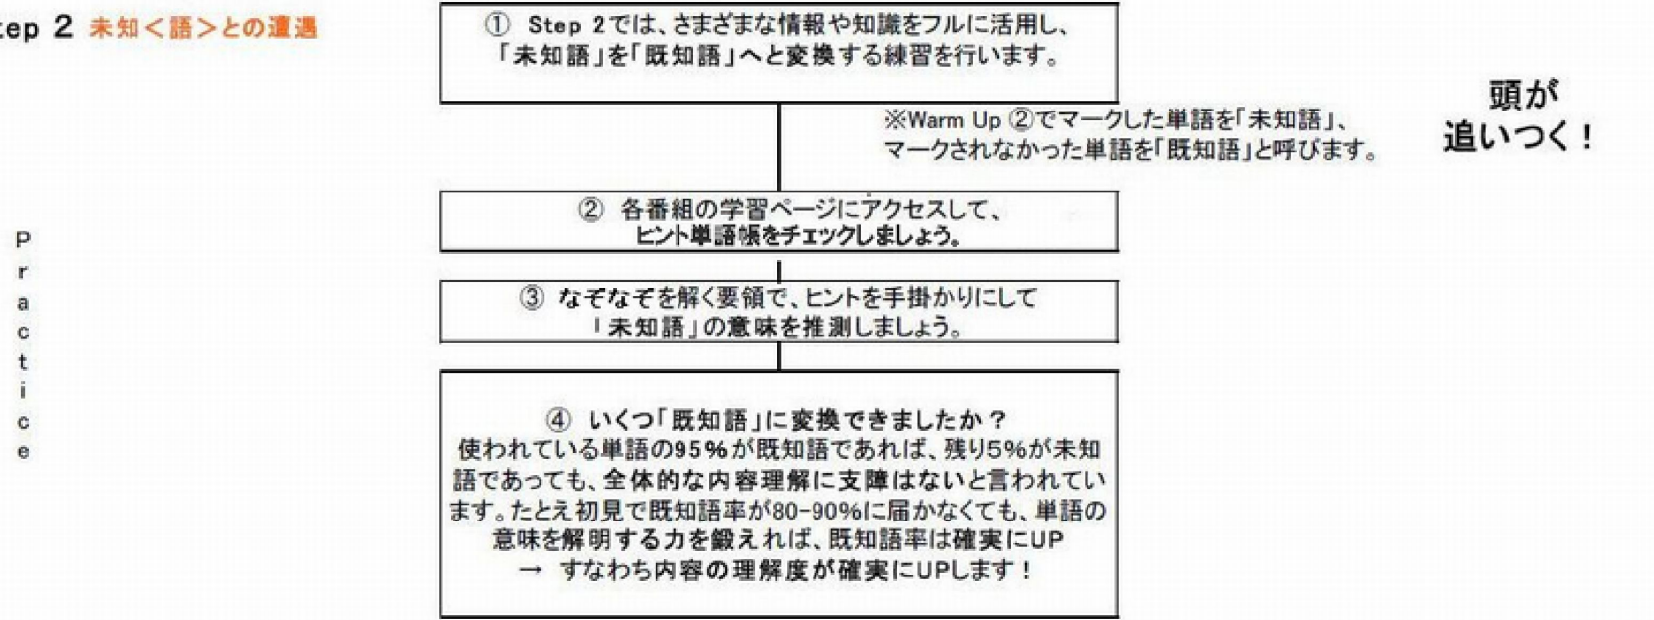 tep 2 未知＜語＞との遭遇
① Step 2では、さまざまな情報や知識をフルに活用し、
「未知語」を「既知語」へと変換する練習を行います。
※Warm Up ②でマークした単語を「未知語」、
マークされなかった単語を「既知語」と呼びます。
頭が
追いつく！
② 各番組の学習ページにアクセスして、
ヒント単語帳をチェックしましょう。
③ なぞなぞを解く要領で、ヒントを手掛かりにして
「未知語」の意味を推測しましょう。
④ いくつ「既知語」に変換できましたか？
使われている単語の95%が既知語であれば、残り5%が未知
語であっても、全体的な内容理解に支障はないと言われてい
ます。たとえ初見で既知語率が80-90%に届かなくても、単語の
意味を解明する力を鍛えれば、既知語率は確実にUP
→ すなわち内容の理解度が確実にUPします！
Practice